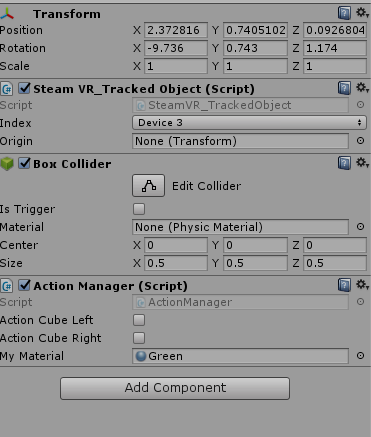 Transform
Position X 2.372816 Y 0.7405102 Z 0.0926804
Rotation X -9.736 Y 0.743 Z 1.174
Scale X 1 Y 1 Z 1
Steam VR_Tracked Object (Script)
Script SteamVR_TrackedObject
Index Device 3
Origin None (Transform)
Box Collider
Edit Collider
Is Trigger
Material None (Physic Material)
Center X 0 Y 0 Z 0
Size X 0.5 Y 0.5 Z 0.5
Action Manager (Script)
Script ActionManager
Action Cube Left
Action Cube Right
My Material Green
Add Component